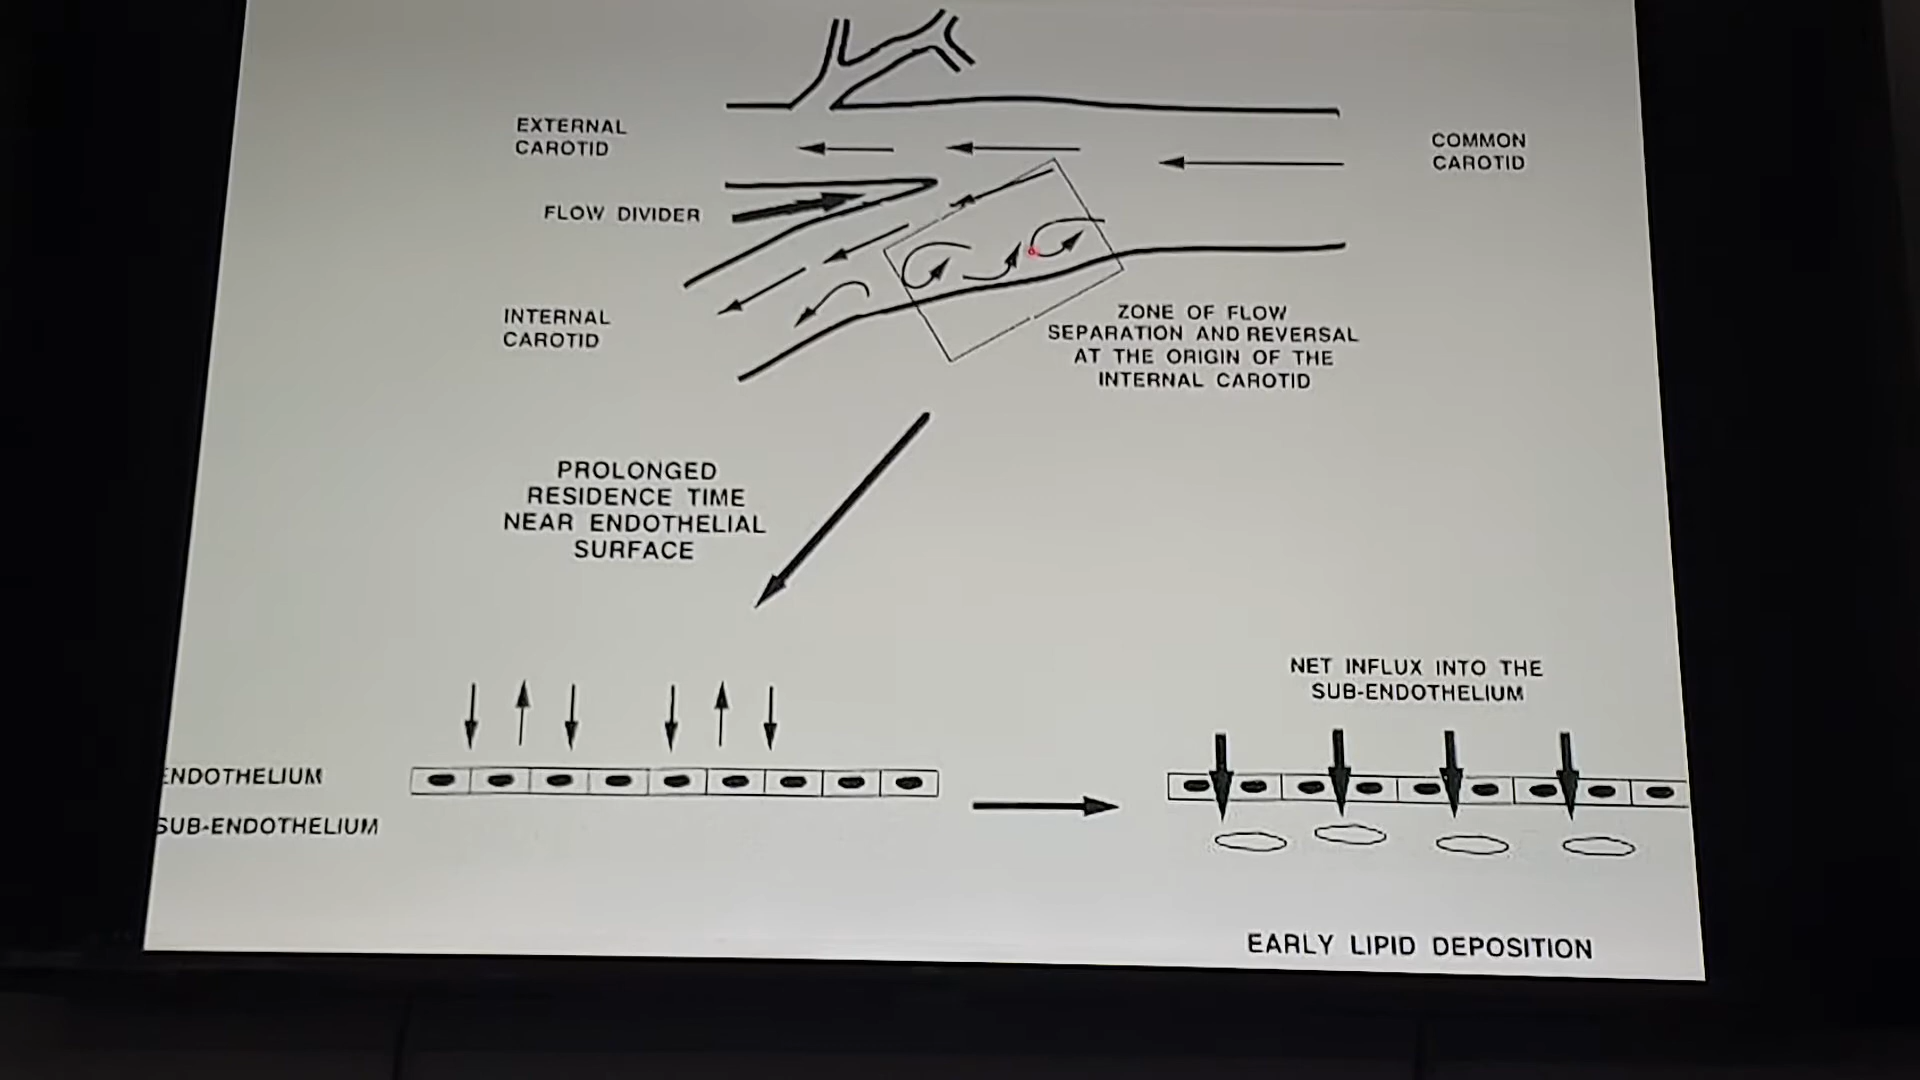 EXTERNAL
CAROTID
COMMON
CAROTID
FLOW DIVIDER
INTERNAL
CAROTID
ZONE OF FLOW
SEPARATION AND REVERSAL
AT THE ORIGIN OF THE
INTERNAL CAROTID
PROLONGED
RESIDENCE TIME
NEAR ENDOTHELIAL
SURFACE
NET INFLUX INTO THE
SUB-ENDOTHELIUM
ENDOTHELIUM
SUB-ENDOTHELIUM
EARLY LIPID DEPOSITION